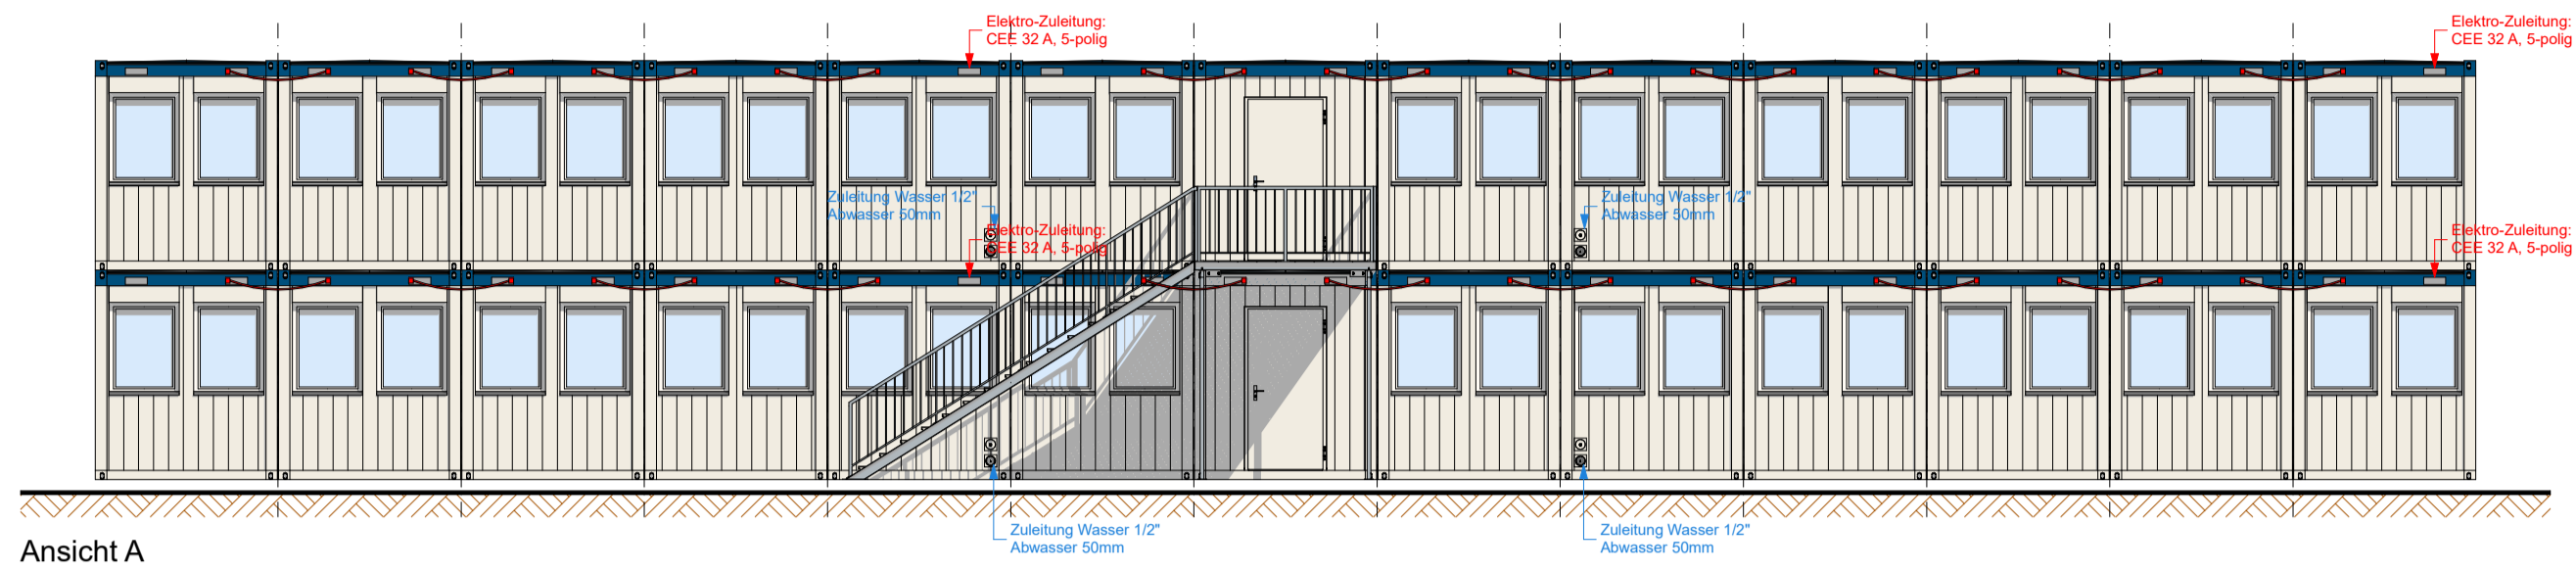 Elektro-Zuleitung:
CEE 32 A, 5-polig
Elektro-Zuleitung:
CEE 32 A, 5-polig
Zuleitung Wasser 1/2"
Abwasser 50mm
Zuleitung Wasser 1/2"
Abwasser 50mm
Elektro-Zuleitung:
CEE 32 A, 5-polig
Elektro-Zuleitung:
CEE 32 A, 5-polig
Zuleitung Wasser 1/2"
Abwasser 50mm
Zuleitung Wasser 1/2"
Abwasser 50mm
Ansicht A